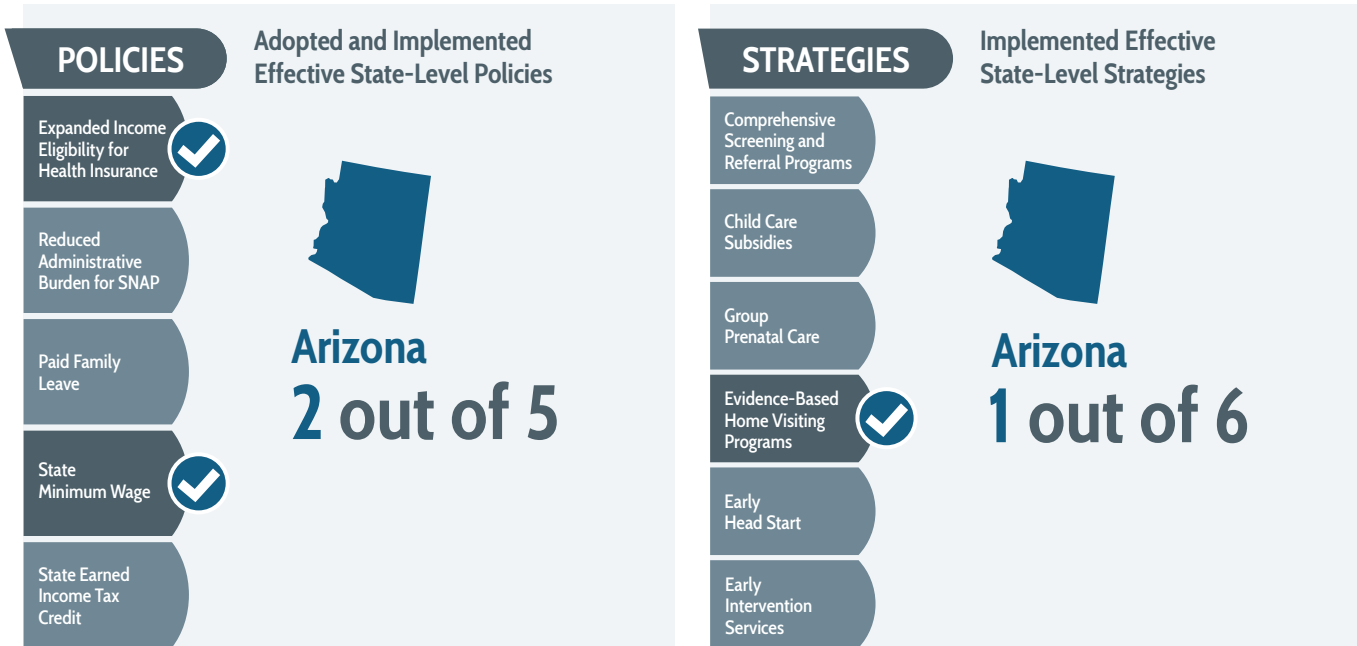 POLICIES
Adopted and Implemented
Effective State-Level Policies
Expanded Income
Eligibility for
Health Insurance
Reduced
Administrative
Burden for SNAP
Paid Family
Leave
State
Minimum Wage
State Earned
Income Tax
Credit
Arizona
2 out of 5
STRATEGIES
Implemented Effective
State-Level Strategies
Comprehensive
Screening and
Referral Programs
Child Care
Subsidies
Group
Prenatal Care
Evidence-Based
Home Visiting
Programs
Early
Head Start
Early
Intervention
Services
Arizona
1 out of 6